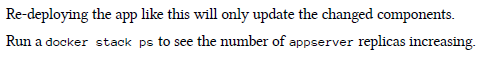 Re-deploying the app like this will only update the changed components.
Run a docker stack ps to see the number of appserver replicas increasing.